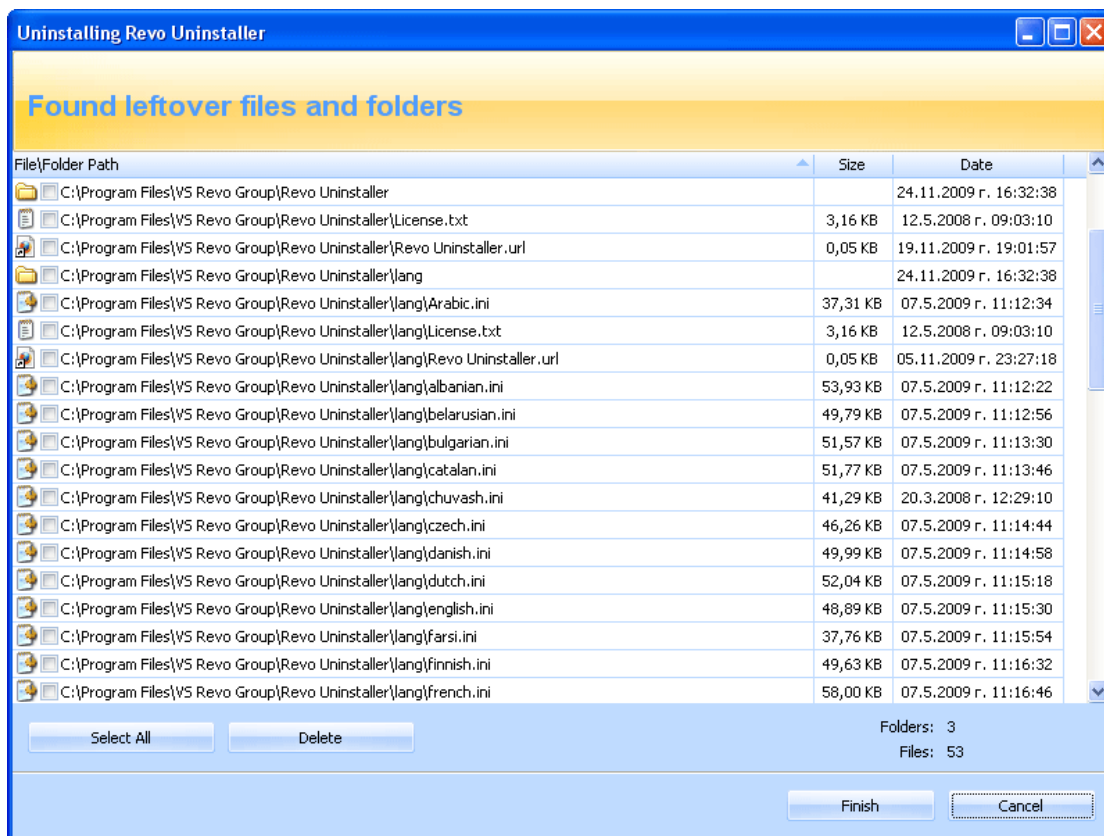 Uninstalling Revo Uninstaller
Found leftover files and folders
File\Folder Path Size Date
C:\Program Files\VS Revo Group\Revo Uninstaller 24.11.2009 г. 16:32:38
C:\Program Files\VS Revo Group\Revo Uninstaller\License.txt 3,16 KB 12.5.2008 г. 09:03:10
C:\Program Files\VS Revo Group\Revo Uninstaller\Revo Uninstaller.url 0,05 KB 19.11.2009 г. 19:01:57
C:\Program Files\VS Revo Group\Revo Uninstaller\lang 24.11.2009 г. 16:32:38
C:\Program Files\VS Revo Group\Revo Uninstaller\lang\Arabic.ini 37,31 KB 07.5.2009 г. 11:12:34
C:\Program Files\VS Revo Group\Revo Uninstaller\lang\License.txt 3,16 KB 12.5.2008 г. 09:03:10
C:\Program Files\VS Revo Group\Revo Uninstaller\lang\Revo Uninstaller.url 0,05 KB 05.11.2009 г. 23:27:18
C:\Program Files\VS Revo Group\Revo Uninstaller\lang\albanian.ini 53,93 KB 07.5.2009 г. 11:12:22
C:\Program Files\VS Revo Group\Revo Uninstaller\lang\belarusian.ini 49,79 KB 07.5.2009 г. 11:12:56
C:\Program Files\VS Revo Group\Revo Uninstaller\lang\bulgarian.ini 51,57 KB 07.5.2009 г. 11:13:30
C:\Program Files\VS Revo Group\Revo Uninstaller\lang\catalan.ini 51,77 KB 07.5.2009 г. 11:13:46
C:\Program Files\VS Revo Group\Revo Uninstaller\lang\chuvash.ini 41,29 KB 20.3.2008 г. 12:29:10
C:\Program Files\VS Revo Group\Revo Uninstaller\lang\czech.ini 46,26 KB 07.5.2009 г. 11:14:44
C:\Program Files\VS Revo Group\Revo Uninstaller\lang\danish.ini 49,99 KB 07.5.2009 г. 11:14:58
C:\Program Files\VS Revo Group\Revo Uninstaller\lang\dutch.ini 52,04 KB 07.5.2009 г. 11:15:18
C:\Program Files\VS Revo Group\Revo Uninstaller\lang\english.ini 48,89 KB 07.5.2009 г. 11:15:30
C:\Program Files\VS Revo Group\Revo Uninstaller\lang\farsi.ini 37,76 KB 07.5.2009 г. 11:15:54
C:\Program Files\VS Revo Group\Revo Uninstaller\lang\finnish.ini 49,63 KB 07.5.2009 г. 11:16:32
C:\Program Files\VS Revo Group\Revo Uninstaller\lang\french.ini 58,00 KB 07.5.2009 г. 11:16:46
Select All Delete Folders: 3
Files: 53
Finish Cancel